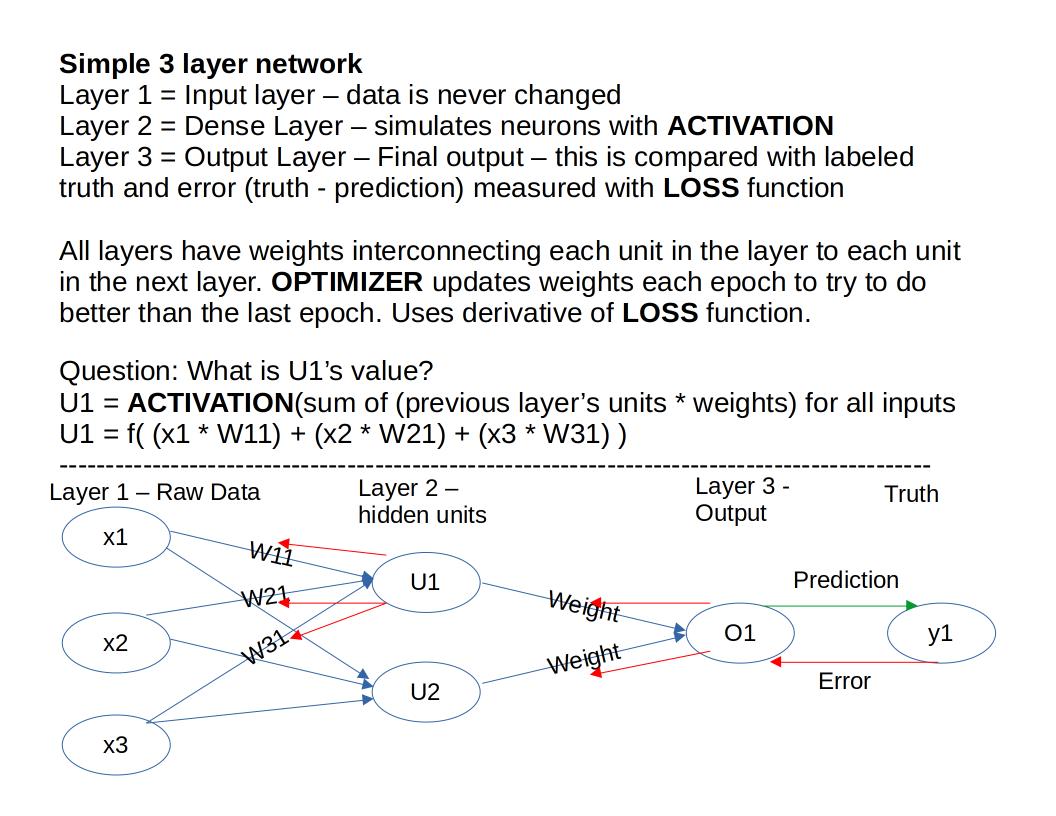 Simple 3 layer network
Layer 1 = Input layer – data is never changed
Layer 2 = Dense Layer – simulates neurons with ACTIVATION
Layer 3 = Output Layer – Final output – this is compared with labeled
truth and error (truth - prediction) measured with LOSS function
All layers have weights interconnecting each unit in the layer to each unit
in the next layer. OPTIMIZER updates weights each epoch to try to do
better than the last epoch. Uses derivative of LOSS function.
Question: What is U1’s value?
U1 = ACTIVATION(sum of (previous layer’s units * weights) for all inputs
U1 = f( (x1 * W11) + (x2 * W21) + (x3 * W31) )
-----------------------------------------------------------------------------------------------
Layer 1 – Raw Data
Layer 2 –
hidden units
Layer 3 -
Output
Truth
x1
W11
U1
W21
x2
W31
U2
x3
Weight
Weight
O1
Prediction
y1
Error